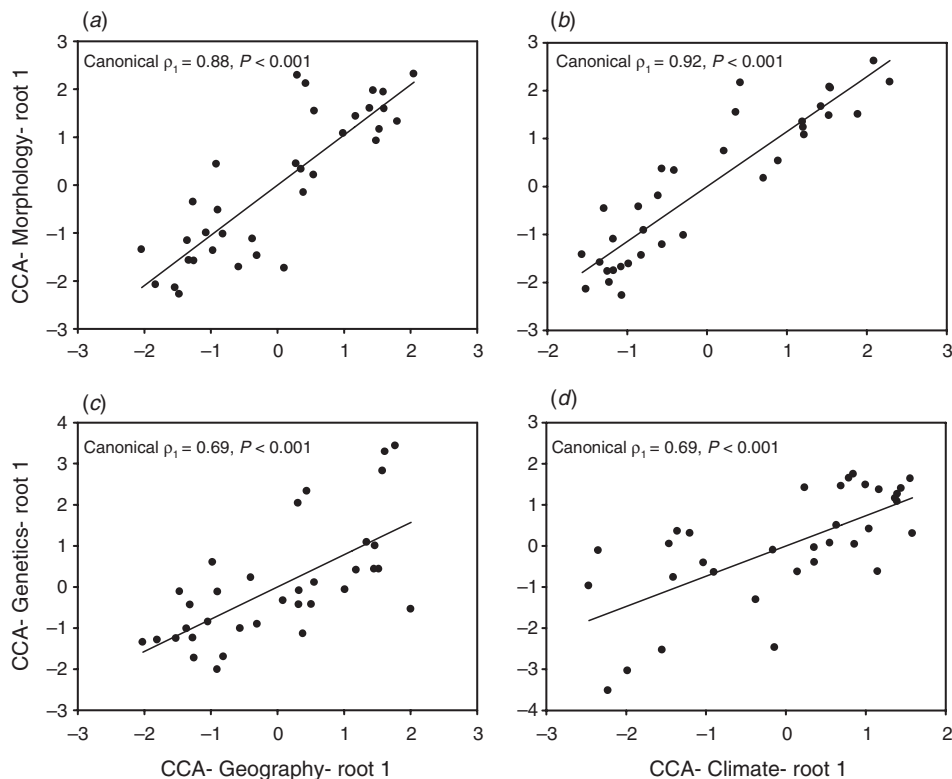 (a)
(b)
Canonical ρ1 = 0.88, P < 0.001
Canonical ρ1 = 0.92, P < 0.001
CCA- Morphology- root 1
3
2
1
0
–1
–2
–3
–3 –2 –1 0 1 2 3
3
2
1
0
–1
–2
–3
–2 –1 0 1 2 3
(c)
(d)
Canonical ρ1 = 0.69, P < 0.001
Canonical ρ1 = 0.69, P < 0.001
CCA- Genetics- root 1
4
3
2
1
0
–1
–2
–3
–3 –2 –1 0 1 2 3
3
2
1
0
–1
–2
–3
–4
–3 –2 –1 0 1 2
CCA- Geography- root 1
CCA- Climate- root 1